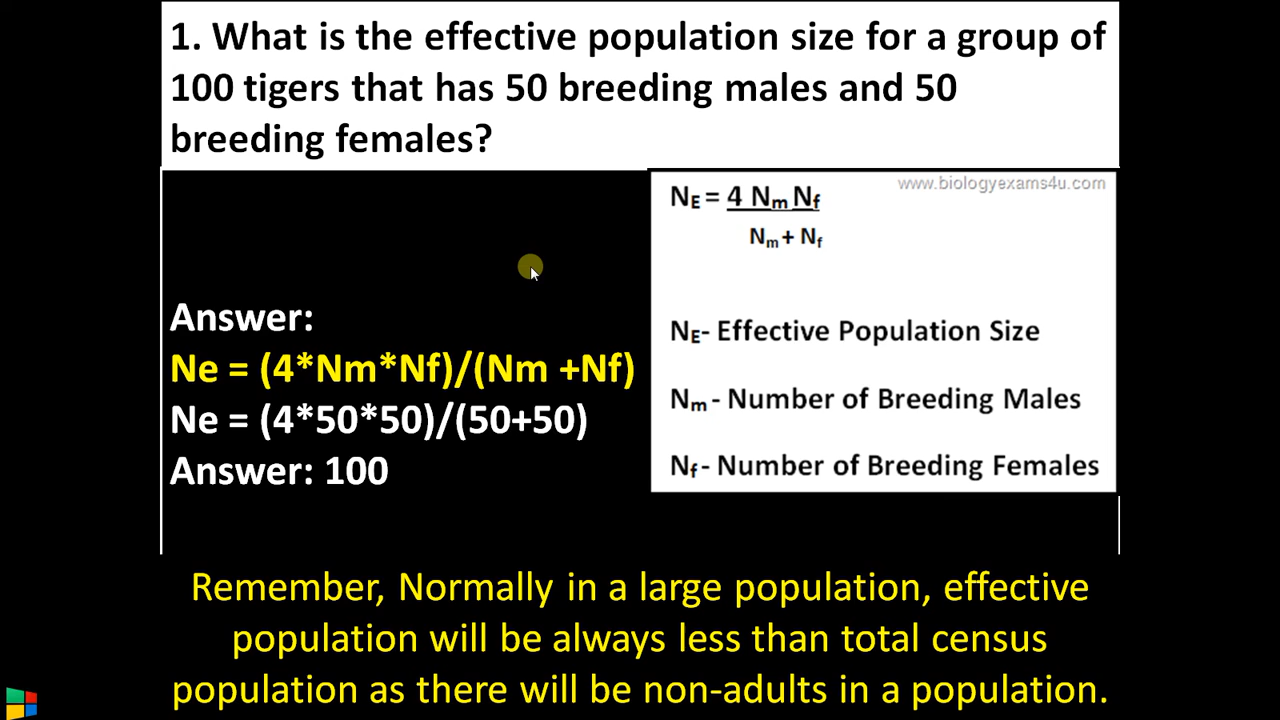 1. What is the effective population size for a group of
100 tigers that has 50 breeding males and 50
breeding females?
www.biologyexams4u.com
NE = 4 Nm Nf
Nm + Nf
NE- Effective Population Size
Nm - Number of Breeding Males
Nf - Number of Breeding Females
Answer:
Ne = (4*Nm*Nf)/(Nm +Nf)
Ne = (4*50*50)/(50+50)
Answer: 100
Remember, Normally in a large population, effective
population will be always less than total census
population as there will be non-adults in a population.